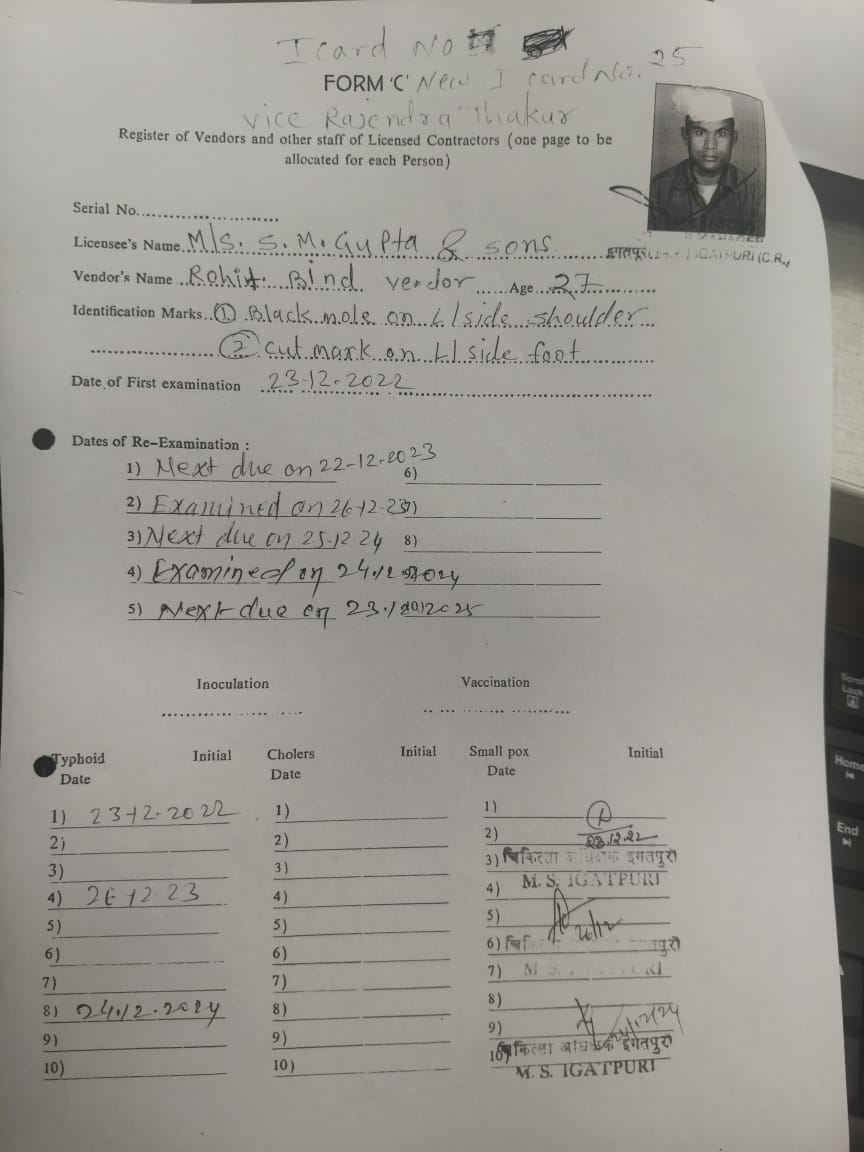 I card No
FORM 'C' New I card No. 25
vice Rajendra Thakur
Register of Vendors and other staff of Licensed Contractors (one page to be
allocated for each Person)
Serial No..........................
Licensee's Name..M/S. S. M. Gupta & sons.......
इगतपुरी IGATPURI (C.R.)
Vendor's Name ..Rohit. Bind. vendor ......Age...27............
Identification Marks..① Black mole on L/side shoulder...
② cut mark on L/side foot
Date of First examination ....23-12-2022
Dates of Re-Examination :
1) Next due on 22-12-2023
6)
2) Examined on 26-12-23 7)
3) Next due on 25.12.24 8)
4) Examined on 24.12.2024
5) Next due on 23.12.2025
Inoculation Vaccination
Typhoid Initial Cholers Initial Small pox Initial
Date Date Date
1) 23-12-2022 1) 1)
2) 2) 2) 23.12.22
3) 3) 3) चिकित्सा अधिक्षक इगतपुरी
4) 26-12-23 4) 4) M. S. IGATPURI
5) 5) 5) 26/12
6) 6) 6)
7) 7) 7)
8) 24.12.2024 8) 8)
9) 9) 9)
10) 10) 10) चिकित्सा अधिक्षक इगतपुरी
M. S. IGATPURI